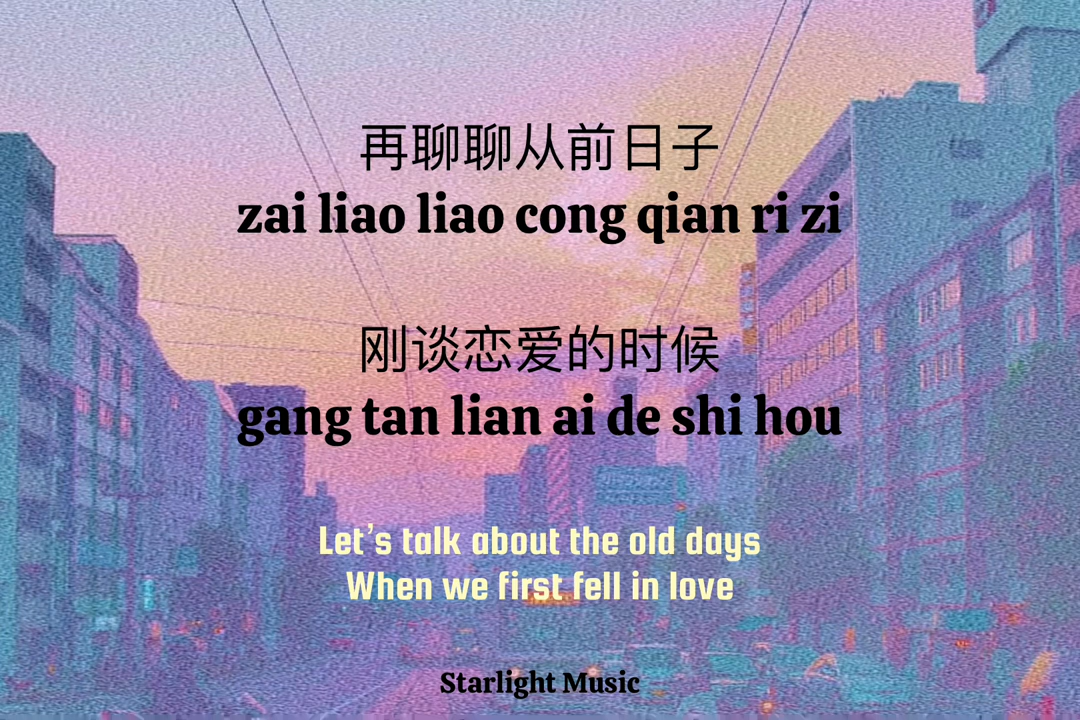 再聊聊从前日子
zai liao liao cong qian ri zi
刚谈恋爱的时候
gang tan lian ai de shi hou
Let's talk about the old days
When we first fell in love
Starlight Music